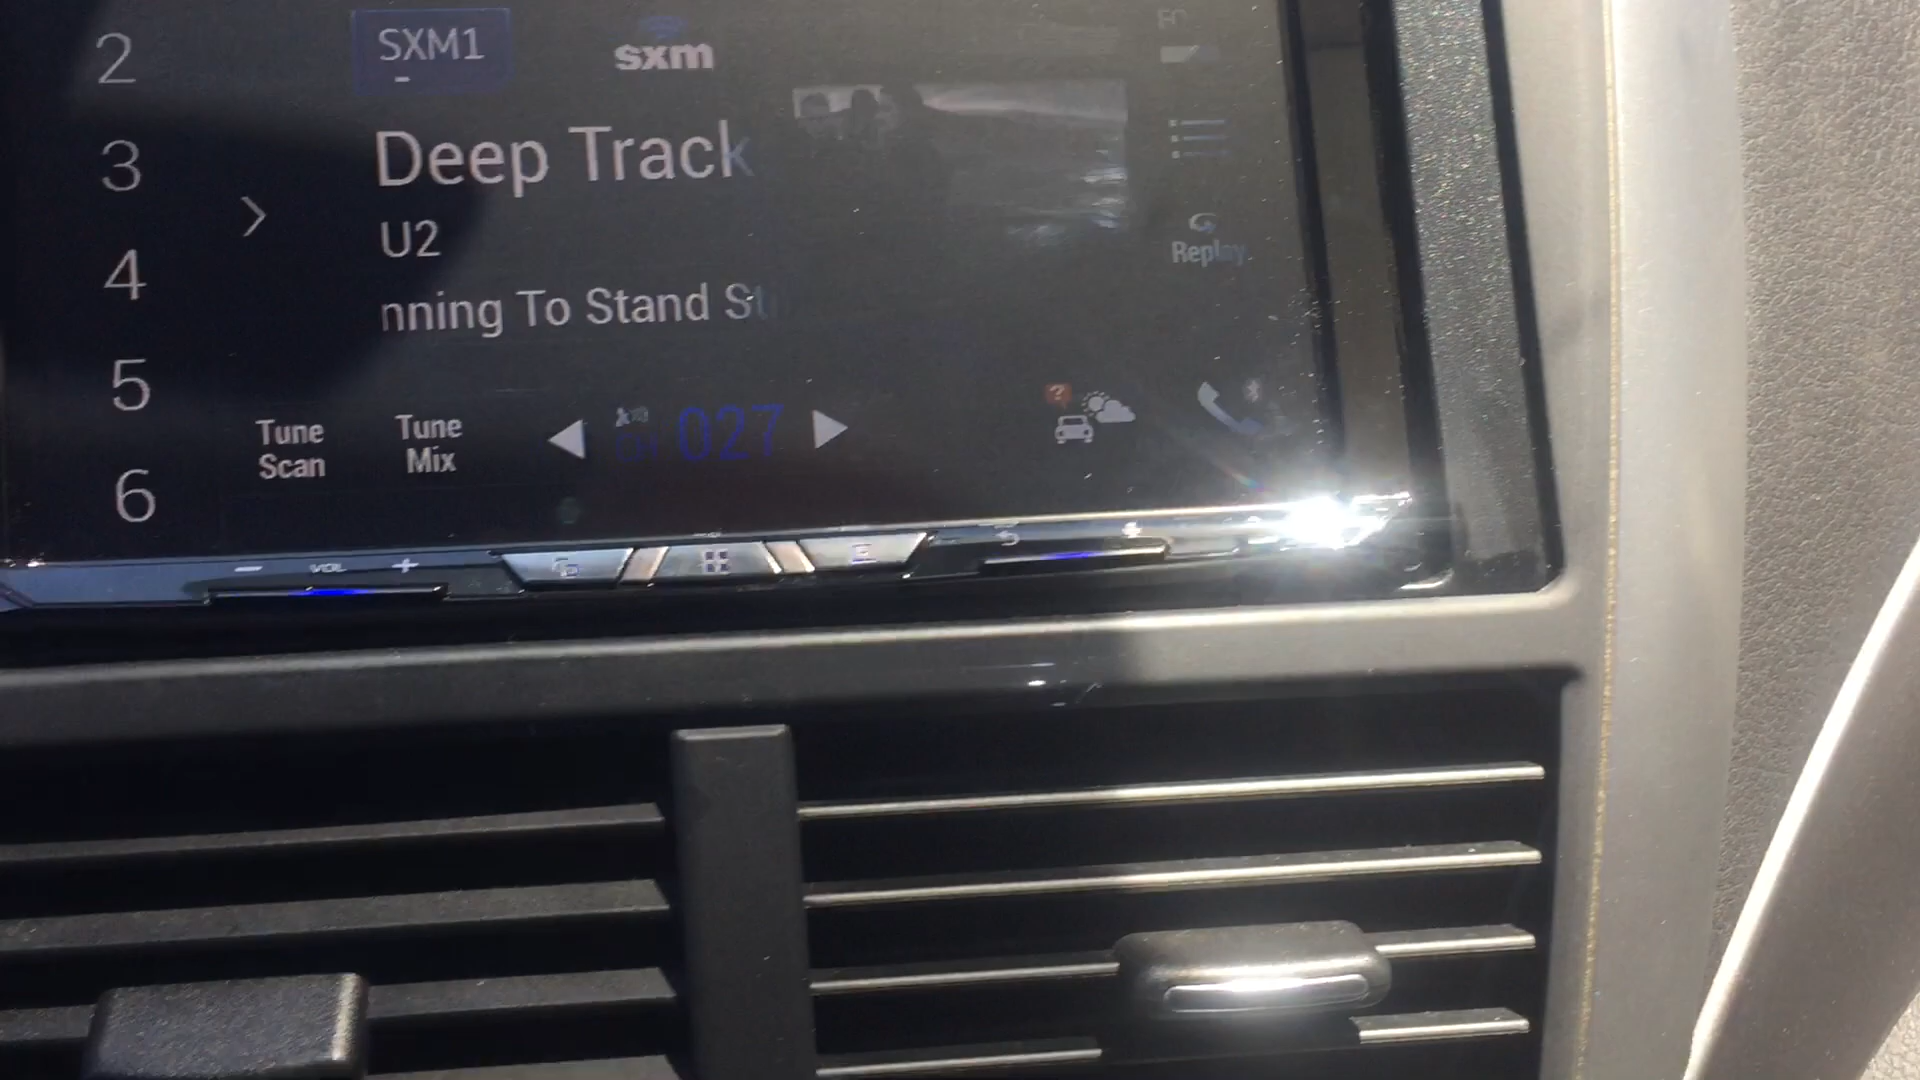 2
SXM1
sxm
3
Deep Track
4
U2
Replay
nning To Stand St
5
Tune
Scan
Tune
Mix
CH 027
?
6
– VOL +